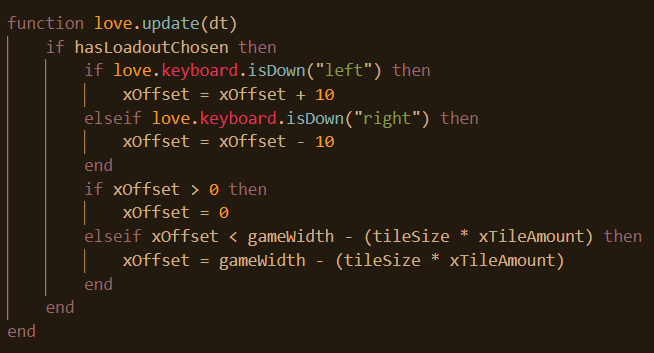 function love.update(dt)
    if hasLoadoutChosen then
        if love.keyboard.isDown("left") then
            xOffset = xOffset + 10
        elseif love.keyboard.isDown("right") then
            xOffset = xOffset - 10
        end
        if xOffset > 0 then
            xOffset = 0
        elseif xOffset < gameWidth - (tileSize * xTileAmount) then
            xOffset = gameWidth - (tileSize * xTileAmount)
        end
    end
end